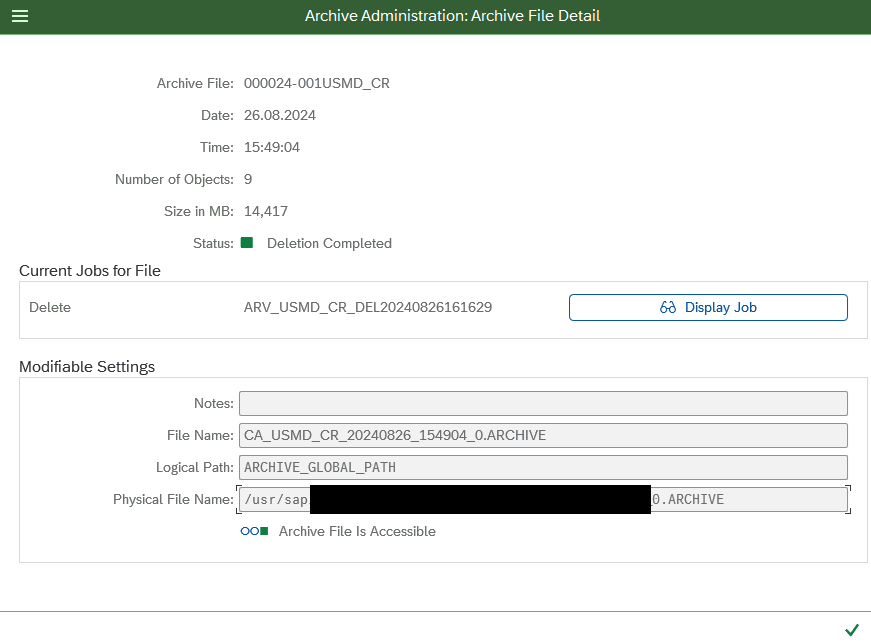 Archive Administration: Archive File Detail
Archive File: 000024-001USMD_CR
Date: 26.08.2024
Time: 15:49:04
Number of Objects: 9
Size in MB: 14,417
Status: Deletion Completed
Current Jobs for File
Delete ARV_USMD_CR_DEL20240826161629 Display Job
Modifiable Settings
Notes:
File Name: CA_USMD_CR_20240826_154904_0.ARCHIVE
Logical Path: ARCHIVE_GLOBAL_PATH
Physical File Name: /usr/sap _0.ARCHIVE
Archive File Is Accessible